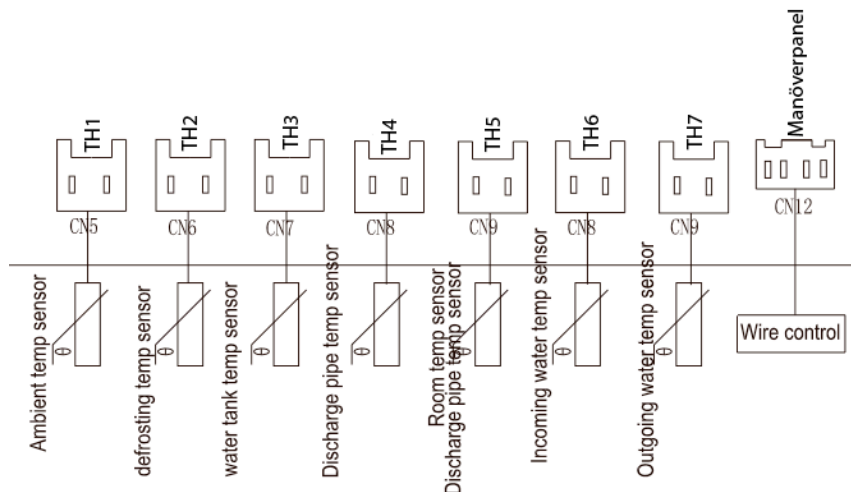 TH1
TH2
TH3
TH4
TH5
TH6
TH7
Manöverpanel
CN5
CN6
CN7
CN8
CN9
CN8
CN9
CN12
Ambient temp sensor
defrosting temp sensor
water tank temp sensor
Discharge pipe temp sensor
Room temp sensor
Discharge pipe temp sensor
Incoming water temp sensor
Outgoing water temp sensor
Wire control
θ
θ
θ
θ
θ
θ
θ